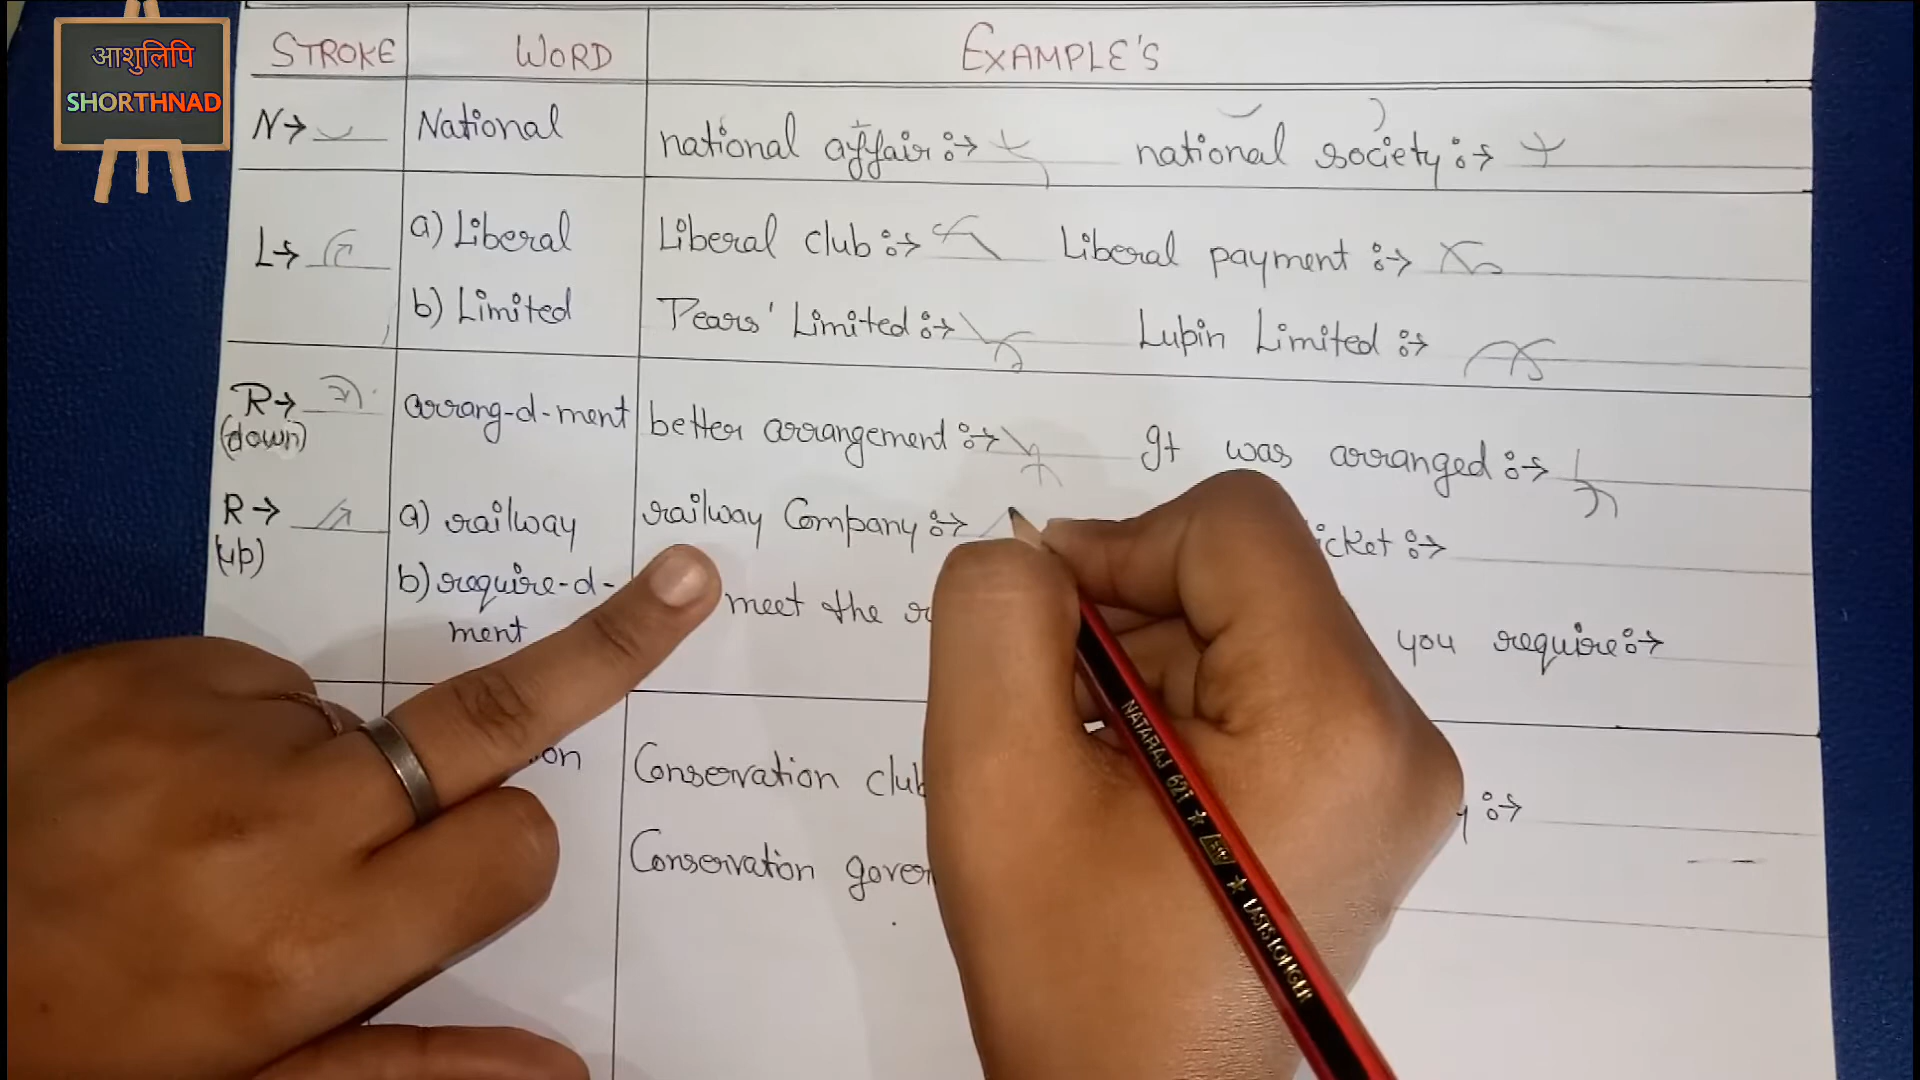 आशुलिपि
SHORTHNAD
STROKE WORD EXAMPLE'S
N→ National national affair :→ national society :→
L→ a) Liberal Liberal club :→ Liberal payment :→
b) Limited Pears' Limited :→ Lupin Limited :→
R→ (down) arrang-d-ment better arrangement :→ It was arranged :→
R→ (up) a) railway railway Company :→ icket :→
b) require-d-ment meet the you require :→
on Conservation club y :→
Conservation gover
NATARAJ 621 ★ ★ LASTS LONGER